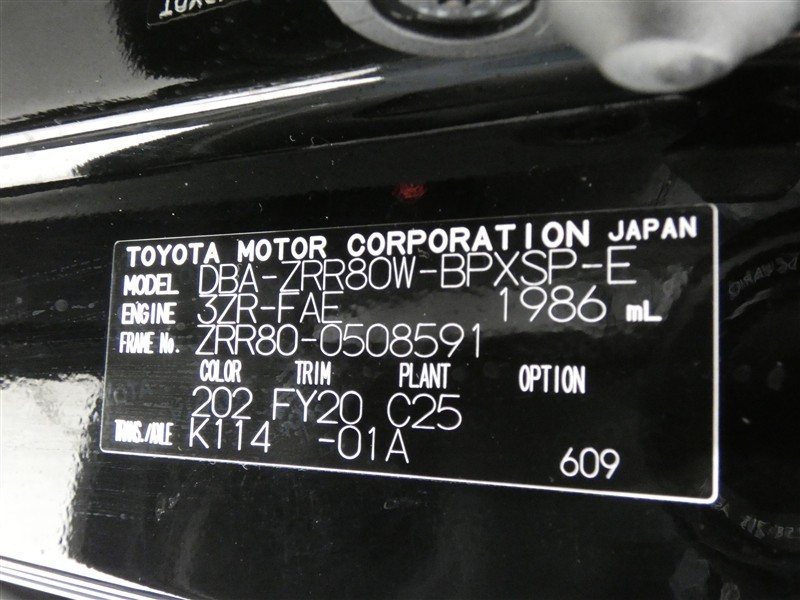 TOYOTA MOTOR CORPORATION JAPAN
MODEL DBA-ZRR80W-BPXSP-E
ENGINE 3ZR-FAE 1986 mL
FRAME No. ZRR80-0508591
COLOR TRIM PLANT OPTION
202 FY20 C25
TRANS./AXLE K114 -01A
609